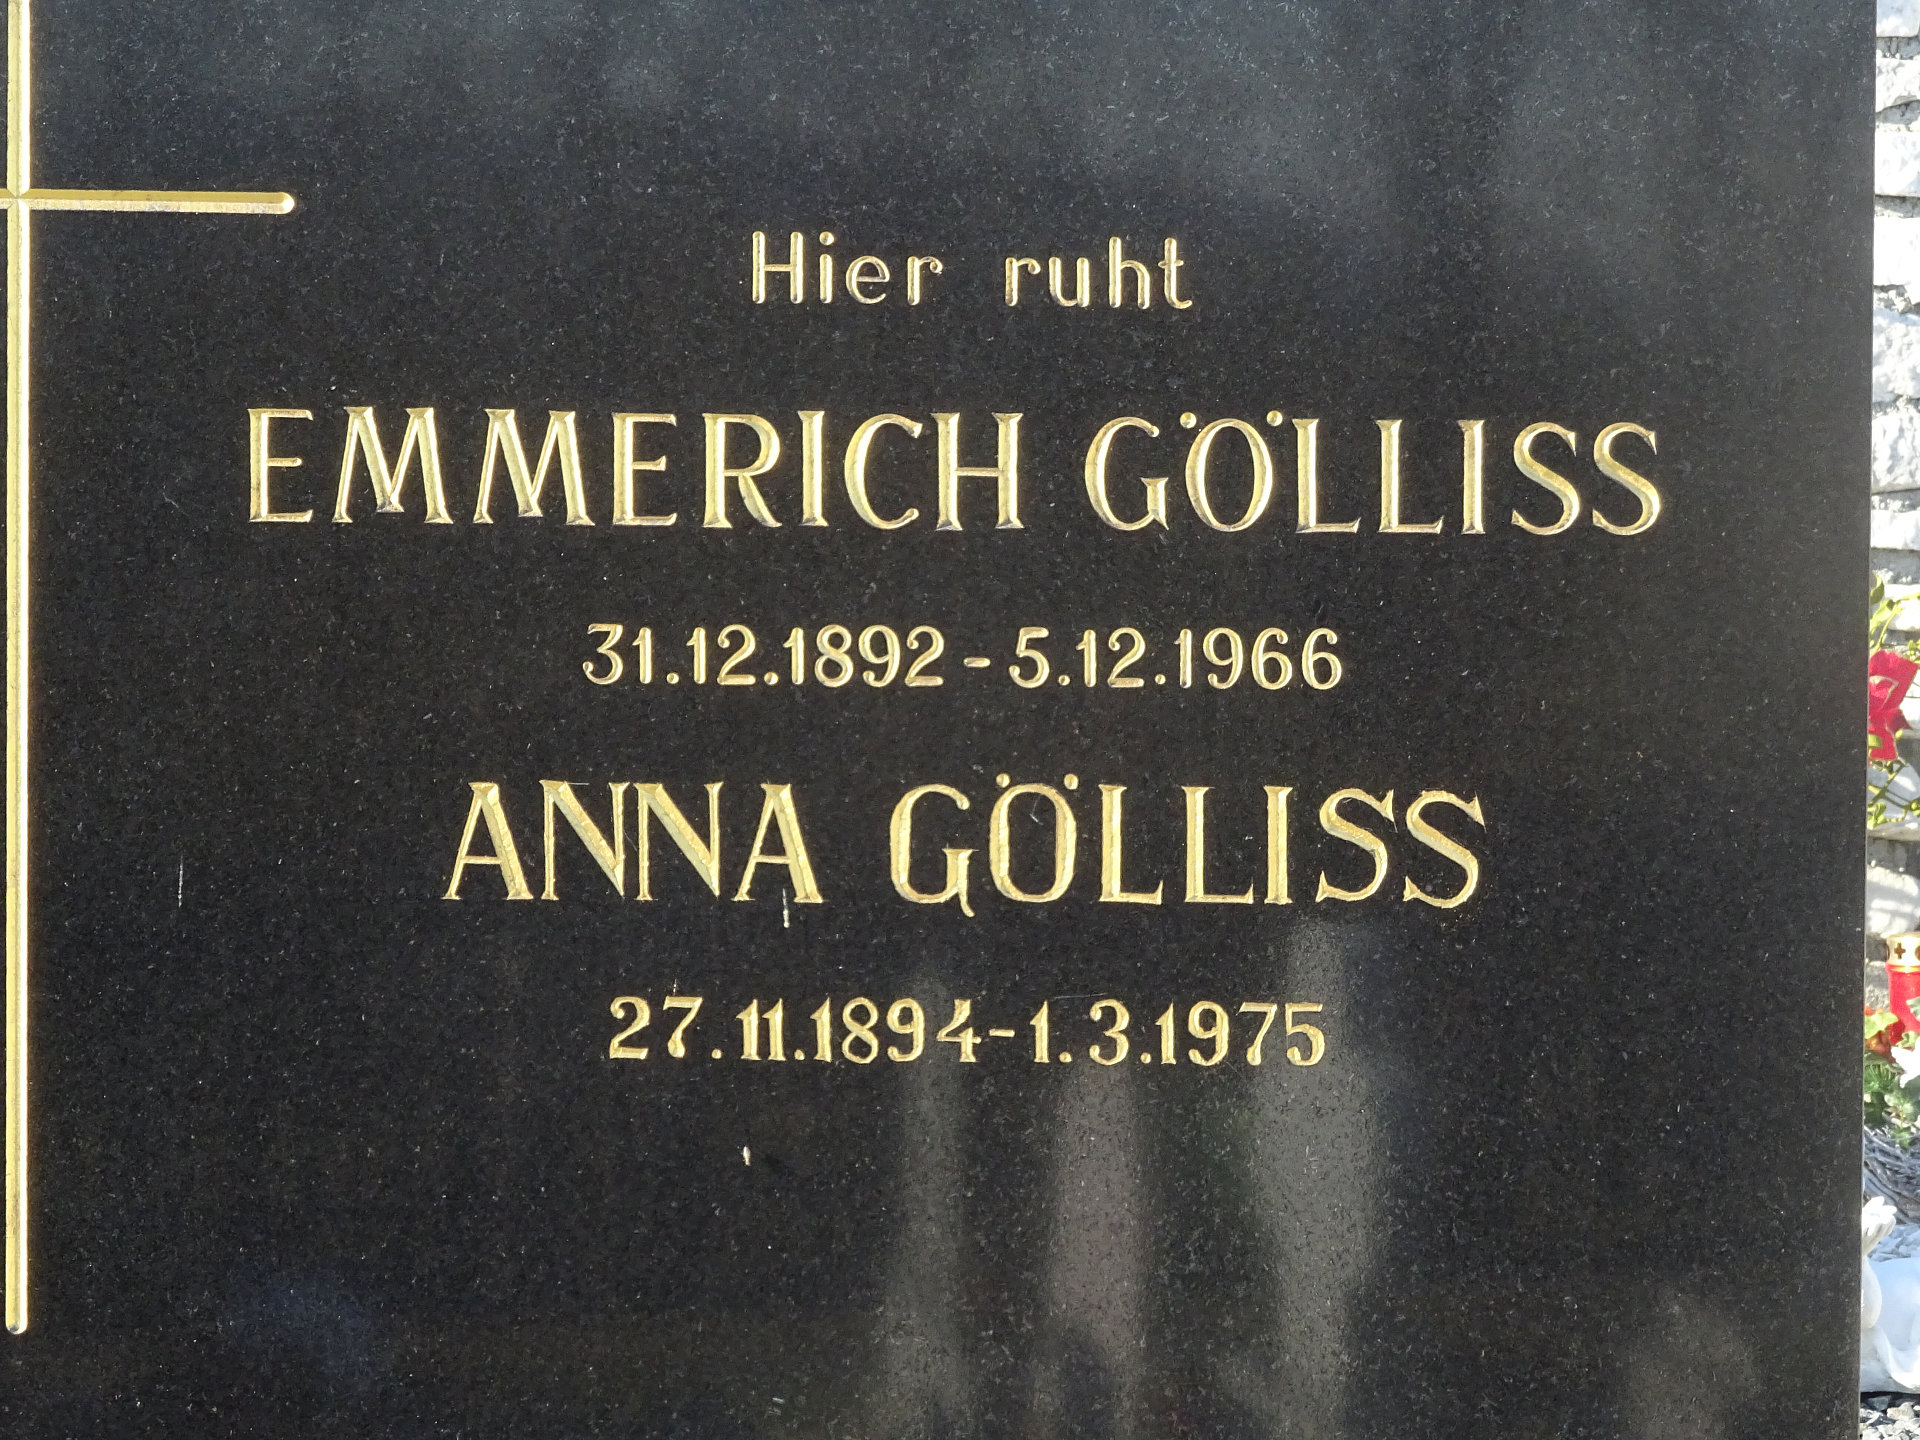 Hier ruht
EMMERICH GÖLLISS
31.12.1892 - 5.12.1966
ANNA GÖLLISS
27.11.1894 - 1.3.1975